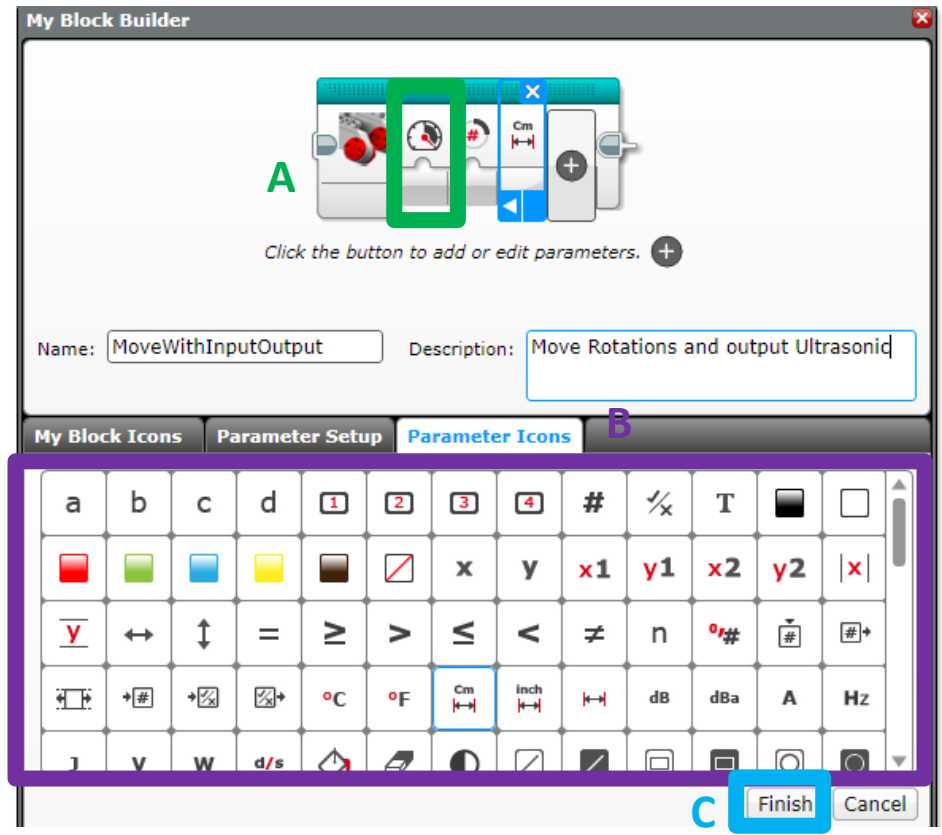 My Block Builder
#
Cm
A
Click the button to add or edit parameters.
Name: MoveWithInputOutput Description: Move Rotations and output Ultrasonic
B
My Block Icons Parameter Setup Parameter Icons
a b c d 1 2 3 4 # T
x y x1 y1 x2 y2 |x|
y = ≥ > ≤ < ≠ n º/# # #
# ºC ºF Cm inch dB dBa A Hz
J V W d/s
C Finish Cancel